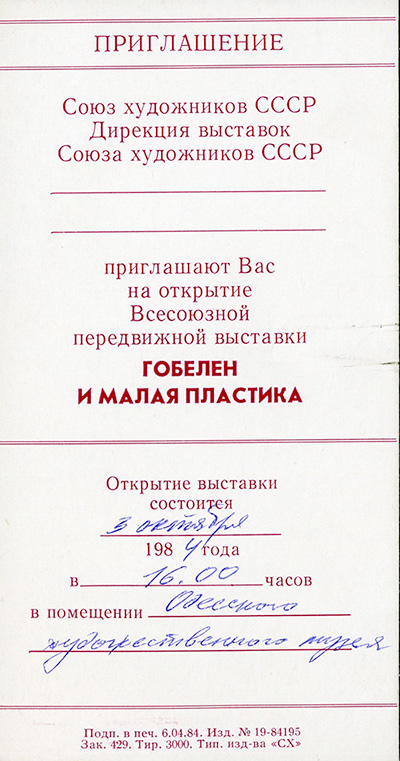 ПРИГЛАШЕНИЕ
Союз художников СССР
Дирекция выставок
Союза художников СССР
приглашают Вас
на открытие
Всесоюзной
передвижной выставки
ГОБЕЛЕН
И МАЛАЯ ПЛАСТИКА
Открытие выставки
состоится
3 октября
1984 года
в 16.00 часов
в помещении Одесского
художественного музея
Подп. в печ. 6.04.84. Изд. № 19-84195
Зак. 429. Тир. 3000. Тип. изд-ва «СХ»